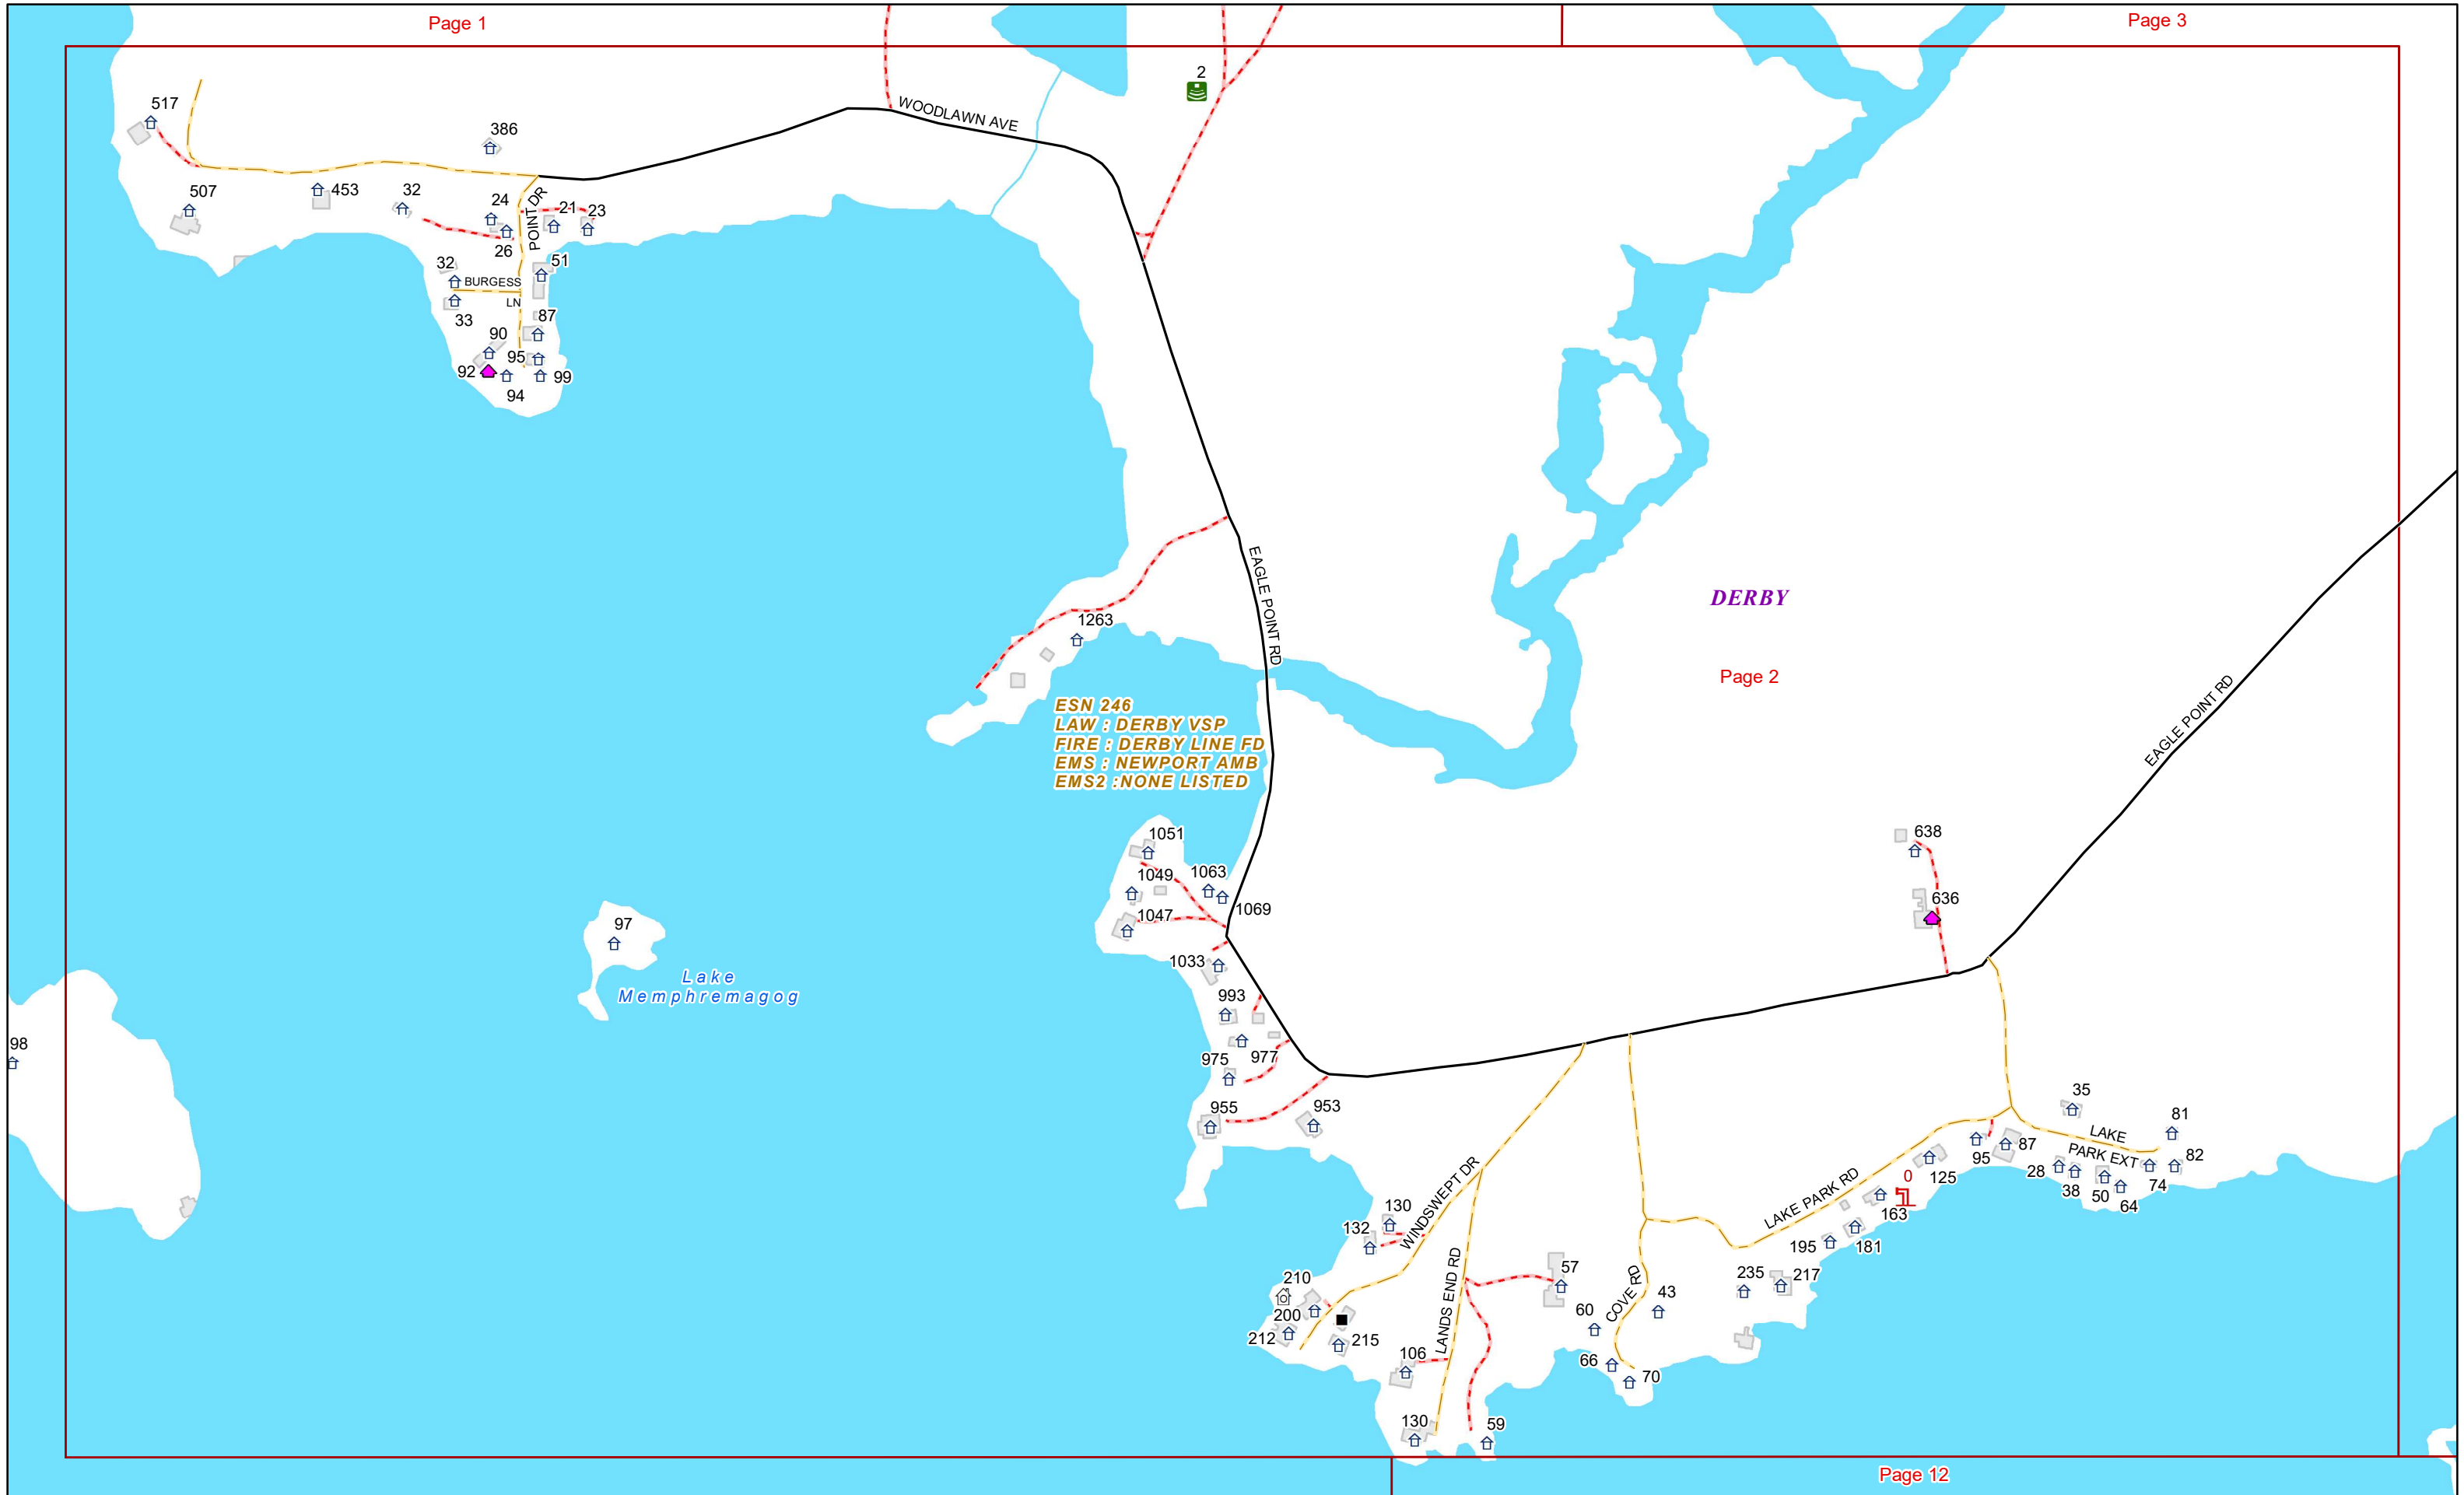 Page 1
Page 3
2
517
WOODLAWN AVE
386
507
453
32
24
POINT DR
21
23
26
51
32
BURGESS
LN
33
87
90
95
92
99
94
EAGLE POINT RD
DERBY
1263
Page 2
ESN 246
LAW : DERBY VSP
FIRE : DERBY LINE FD
EMS : NEWPORT AMB
EMS2 :NONE LISTED
EAGLE POINT RD
1051
638
1049
1063
636
1047
1069
97
1033
Lake
Memphremagog
993
98
975
977
955
953
35
81
LAKE
PARK EXT
95
87
82
28
38
50
64
74
0
125
WINDSWEPT DR
LAKE PARK RD
163
130
132
195
181
210
LANDS END RD
57
235
217
200
60
COVE RD
43
212
215
106
66
70
130
59
Page 12